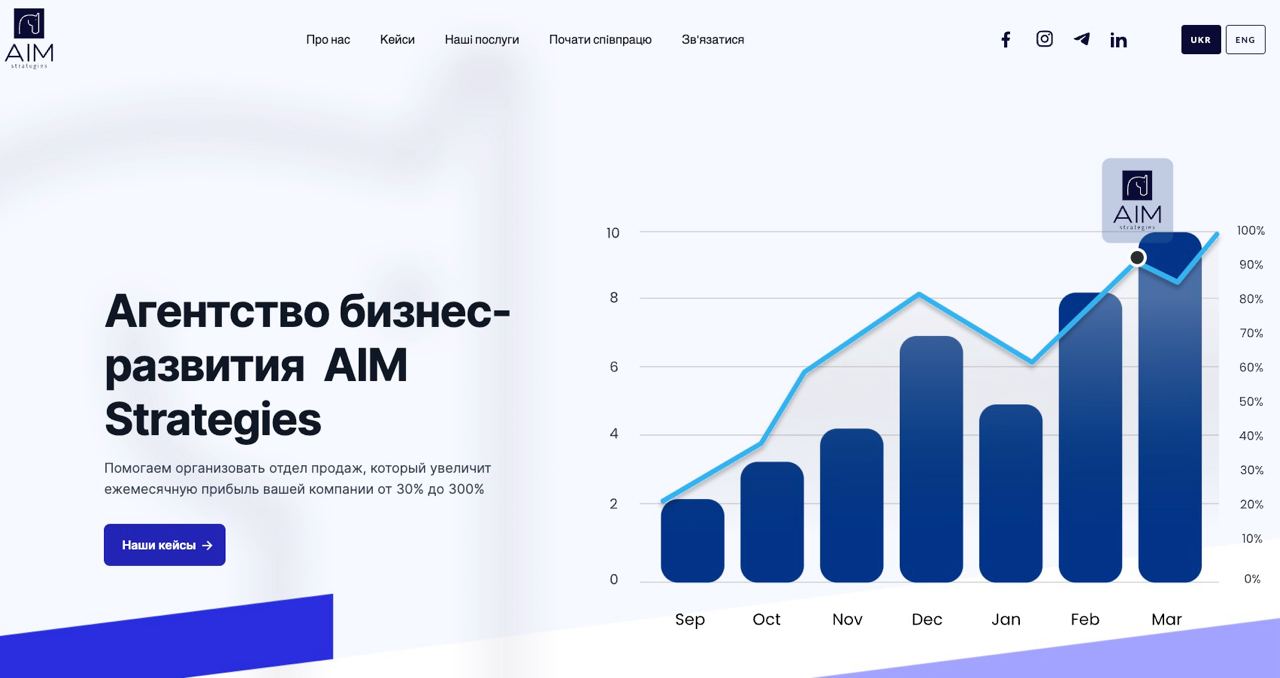 AIM
strategies
Про нас
Кейси
Наші послуги
Почати співпрацю
Зв'язатися
UKR
ENG
Агентство бизнес-
развития AIM
Strategies
Помогаем организовать отдел продаж, который увеличит
ежемесячную прибыль вашей компании от 30% до 300%
Наши кейсы →
AIM
strategies
10
8
6
4
2
0
100%
90%
80%
70%
60%
50%
40%
30%
20%
10%
0%
Sep
Oct
Nov
Dec
Jan
Feb
Mar